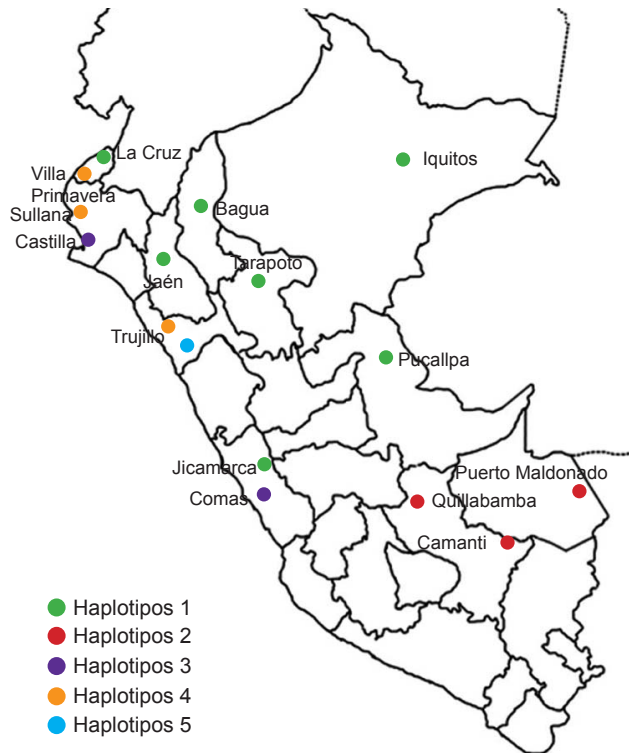 La Cruz
Iquitos
Villa
Primavera
Sullana
Bagua
Castilla
Tarapoto
Jaén
Trujillo
Pucallpa
Jicamarca
Puerto Maldonado
Comas
Quillabamba
Camanti
Haplotipos 1
Haplotipos 2
Haplotipos 3
Haplotipos 4
Haplotipos 5